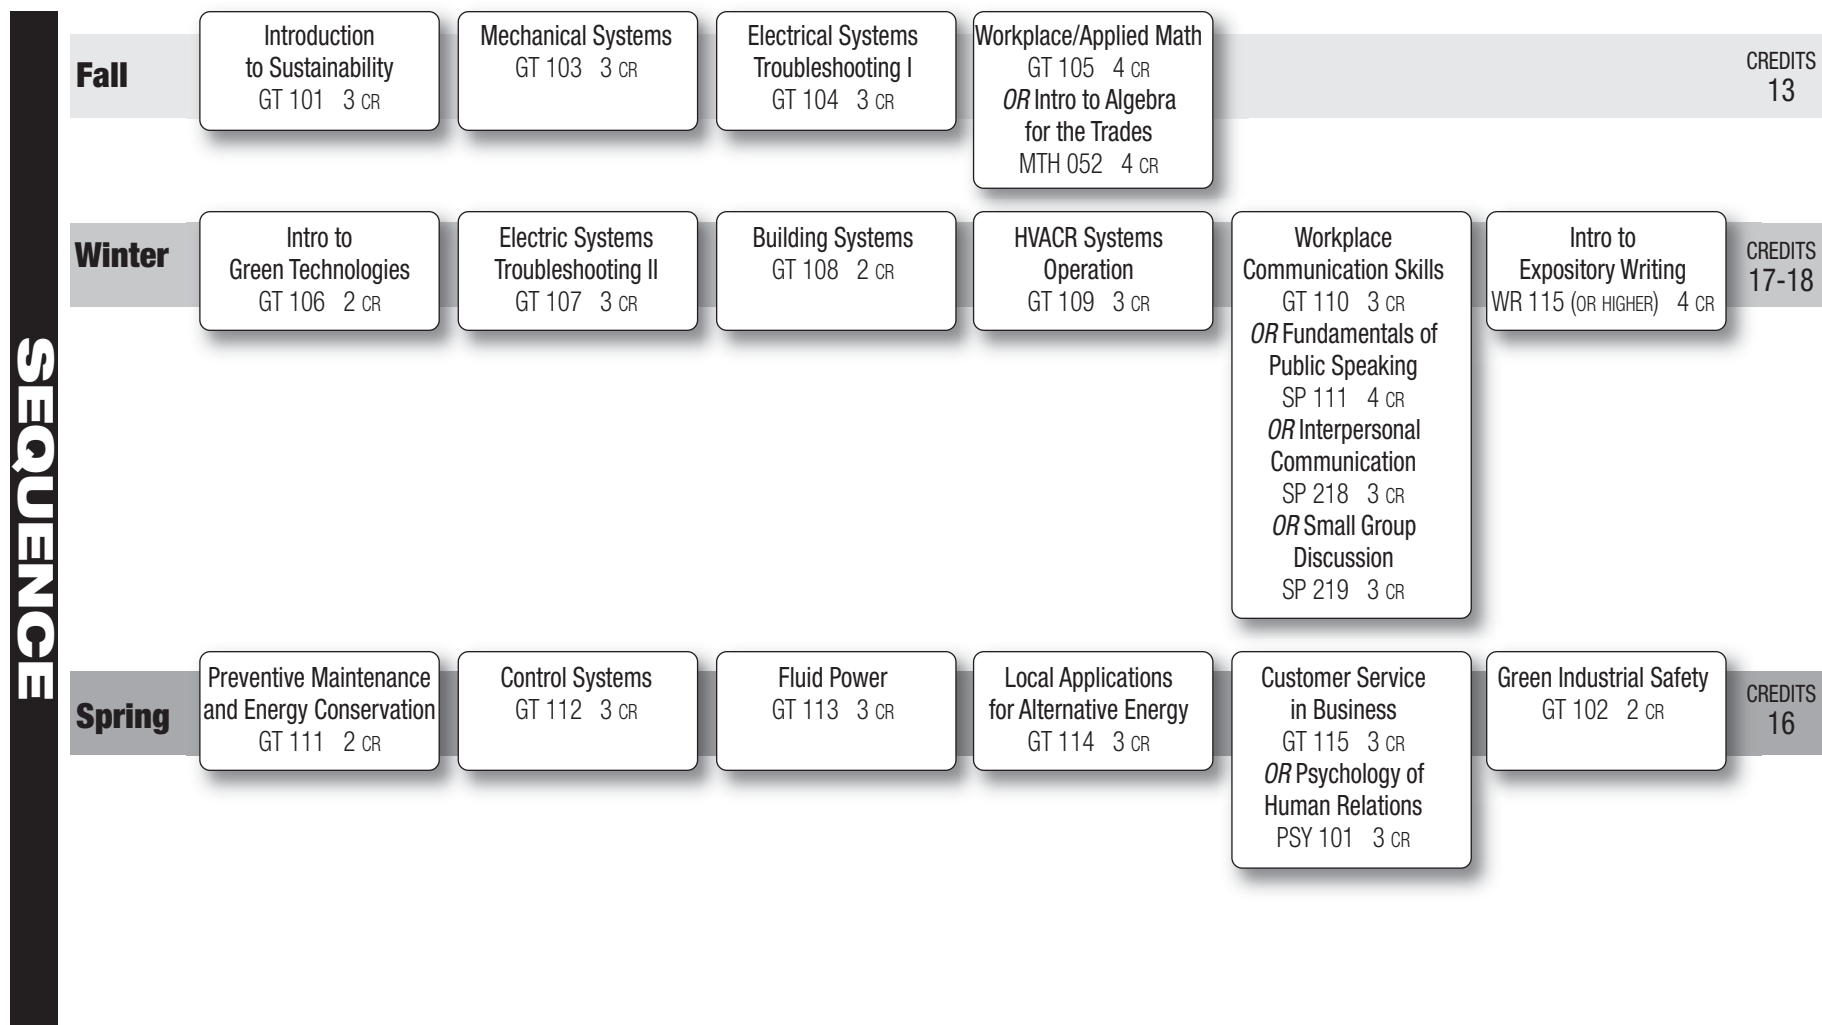 SEQUENCE
Fall
Introduction
to Sustainability
GT 101 3 CR
Mechanical Systems
GT 103 3 CR
Electrical Systems
Troubleshooting I
GT 104 3 CR
Workplace/Applied Math
GT 105 4 CR
OR Intro to Algebra
for the Trades
MTH 052 4 CR
CREDITS
13
Winter
Intro to
Green Technologies
GT 106 2 CR
Electric Systems
Troubleshooting II
GT 107 3 CR
Building Systems
GT 108 2 CR
HVACR Systems
Operation
GT 109 3 CR
Workplace
Communication Skills
GT 110 3 CR
OR Fundamentals of
Public Speaking
SP 111 4 CR
OR Interpersonal
Communication
SP 218 3 CR
OR Small Group
Discussion
SP 219 3 CR
Intro to
Expository Writing
WR 115 (OR HIGHER) 4 CR
CREDITS
17-18
Spring
Preventive Maintenance
and Energy Conservation
GT 111 2 CR
Control Systems
GT 112 3 CR
Fluid Power
GT 113 3 CR
Local Applications
for Alternative Energy
GT 114 3 CR
Customer Service
in Business
GT 115 3 CR
OR Psychology of
Human Relations
PSY 101 3 CR
Green Industrial Safety
GT 102 2 CR
CREDITS
16